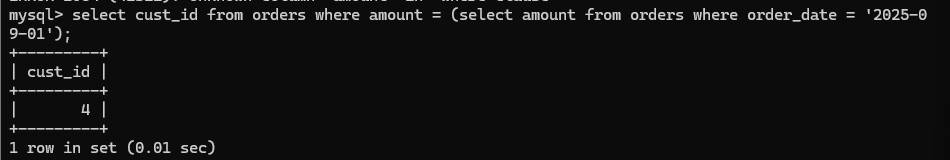 mysql> select cust_id from orders where amount = (select amount from orders where order_date = '2025-0
9-01');
+---------+
| cust_id |
+---------+
|       4 |
+---------+
1 row in set (0.01 sec)